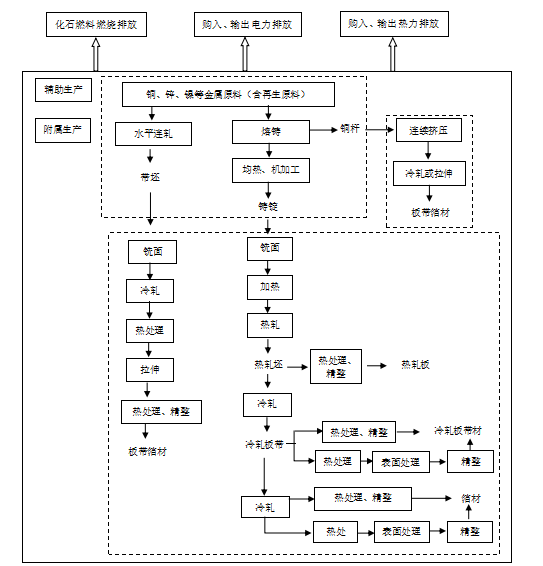 化石燃料燃烧排放
购入、输出电力排放
购入、输出热力排放
辅助生产
附属生产
铜、锌、镍等金属原料（含再生原料）
水平连轧
熔铸
铜杆
连续挤压
均热、机加工
带坯
铸锭
冷轧或拉伸
板带箔材
铣面
冷轧
热处理
拉伸
热处理、精整
板带箔材
铣面
加热
热轧
热轧坯
热处理、
精整
热轧板
冷轧
冷轧板带
热处理、精整
冷轧板带材
热处理
表面处理
精整
冷轧
热处理、精整
箔材
热处
表面处理
精整